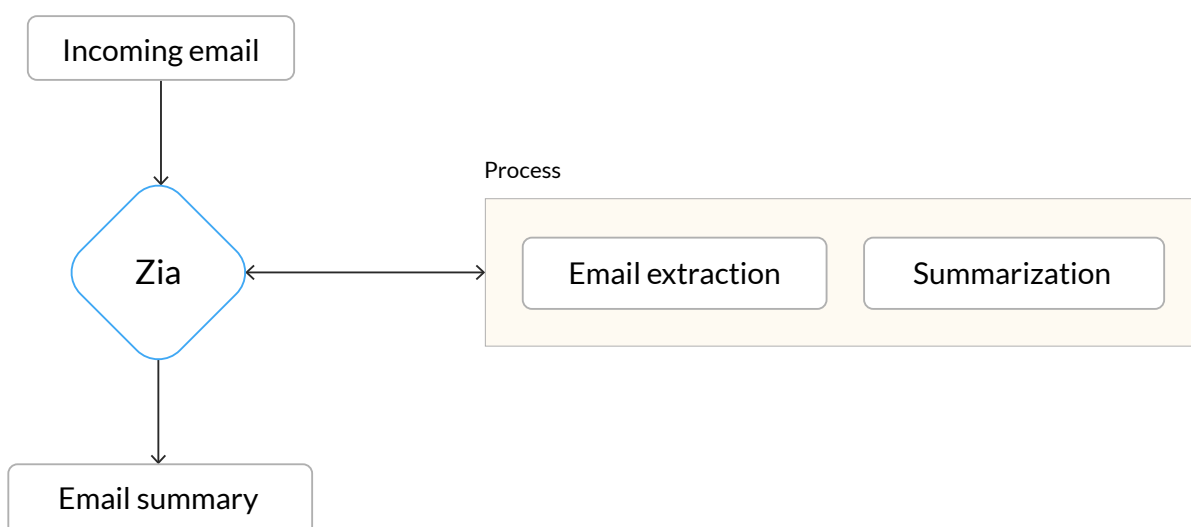 Incoming email
Process
Zia
Email extraction
Summarization
Email summary